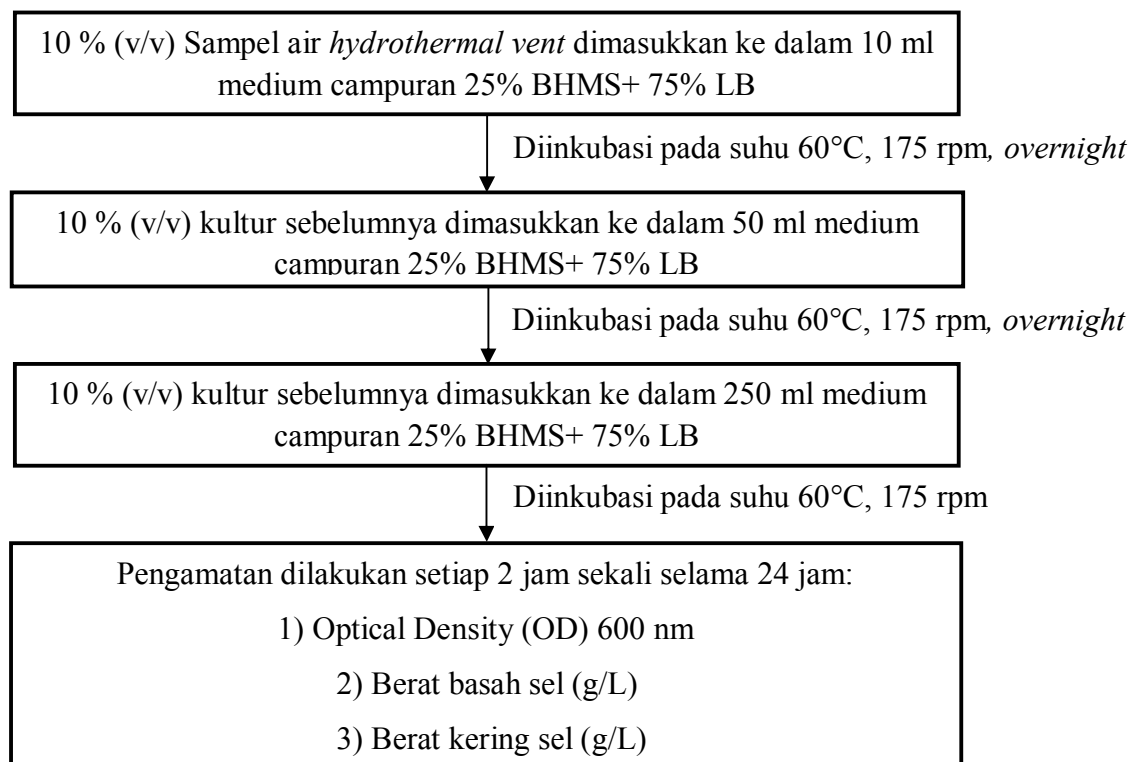 10 % (v/v) Sampel air hydrothermal vent dimasukkan ke dalam 10 ml
medium campuran 25% BHMS+ 75% LB
Diinkubasi pada suhu 60°C, 175 rpm, overnight
10 % (v/v) kultur sebelumnya dimasukkan ke dalam 50 ml medium
campuran 25% BHMS+ 75% LB
Diinkubasi pada suhu 60°C, 175 rpm, overnight
10 % (v/v) kultur sebelumnya dimasukkan ke dalam 250 ml medium
campuran 25% BHMS+ 75% LB
Diinkubasi pada suhu 60°C, 175 rpm
Pengamatan dilakukan setiap 2 jam sekali selama 24 jam:
1) Optical Density (OD) 600 nm
2) Berat basah sel (g/L)
3) Berat kering sel (g/L)